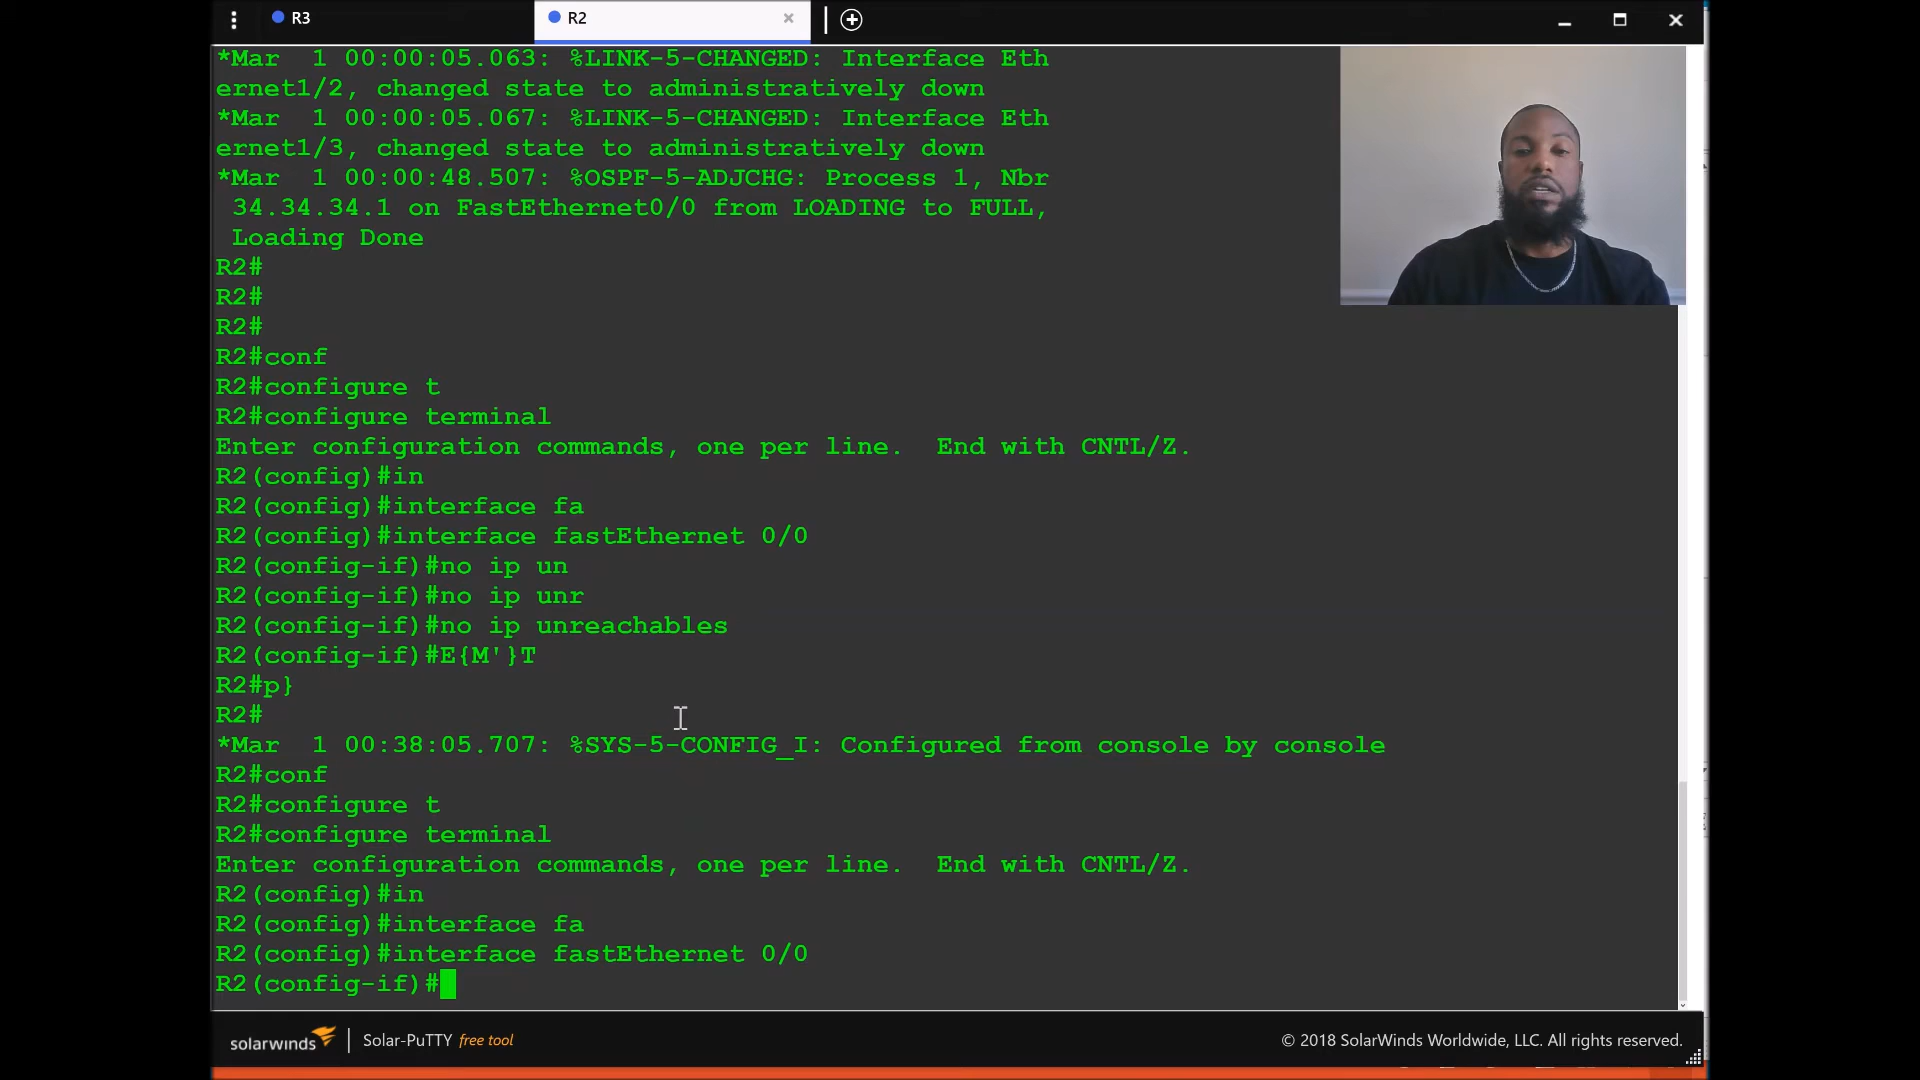 R3
R2
*Mar  1 00:00:05.063: %LINK-5-CHANGED: Interface Eth
ernet1/2, changed state to administratively down
*Mar  1 00:00:05.067: %LINK-5-CHANGED: Interface Eth
ernet1/3, changed state to administratively down
*Mar  1 00:00:48.507: %OSPF-5-ADJCHG: Process 1, Nbr
34.34.34.1 on FastEthernet0/0 from LOADING to FULL,
Loading Done
R2#
R2#
R2#
R2#conf
R2#configure t
R2#configure terminal
Enter configuration commands, one per line.  End with CNTL/Z.
R2(config)#in
R2(config)#interface fa
R2(config)#interface fastEthernet 0/0
R2(config-if)#no ip un
R2(config-if)#no ip unr
R2(config-if)#no ip unreachables
R2(config-if)#E{M'}T
R2#p}
R2#
*Mar  1 00:38:05.707: %SYS-5-CONFIG_I: Configured from console by console
R2#conf
R2#configure t
R2#configure terminal
Enter configuration commands, one per line.  End with CNTL/Z.
R2(config)#in
R2(config)#interface fa
R2(config)#interface fastEthernet 0/0
R2(config-if)#
solarwinds | Solar-PuTTY free tool
© 2018 SolarWinds Worldwide, LLC. All rights reserved.